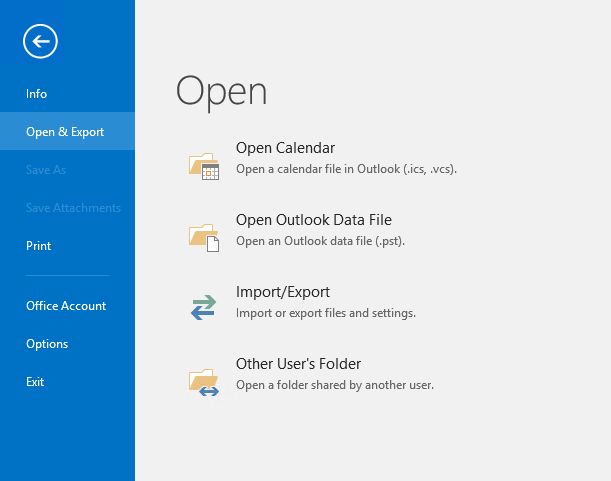 Info
Open & Export
Save As
Save Attachments
Print
Office Account
Options
Exit
Open
Open Calendar
Open a calendar file in Outlook (.ics, .vcs).
Open Outlook Data File
Open an Outlook data file (.pst).
Import/Export
Import or export files and settings.
Other User's Folder
Open a folder shared by another user.